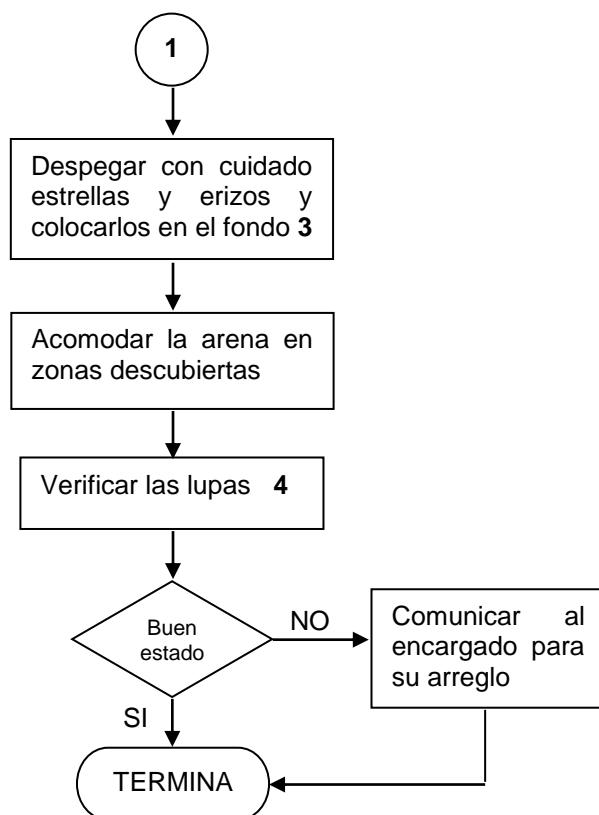 1
Despegar con cuidado
estrellas y erizos y
colocarlos en el fondo 3
Acomodar la arena en
zonas descubiertas
Verificar las lupas 4
Buen
estado
NO
Comunicar al
encargado para
su arreglo
SI
TERMINA